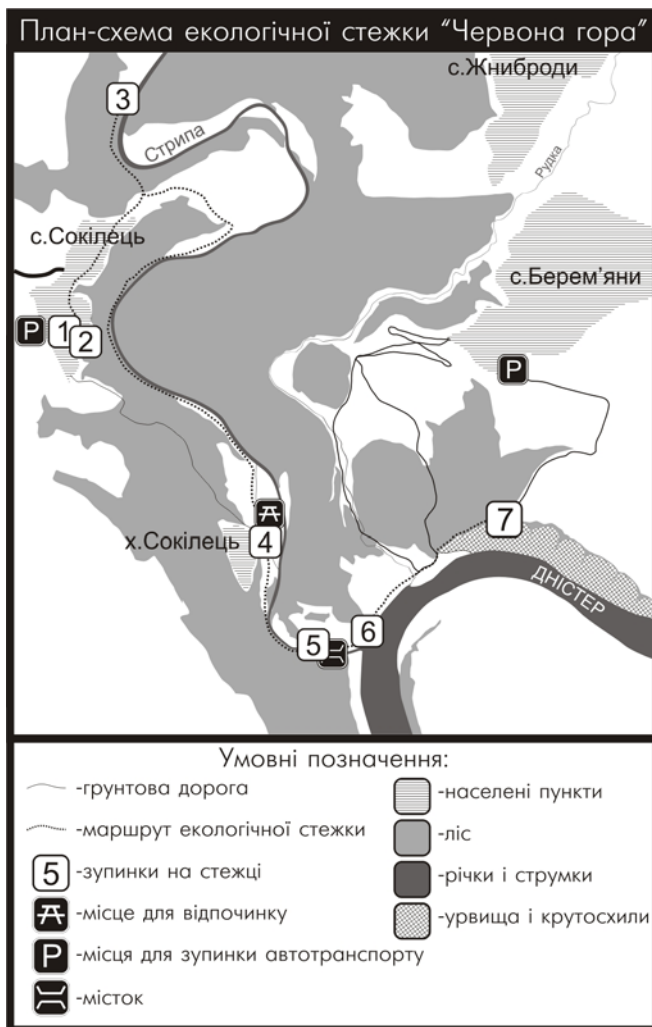 План-схема екологічної стежки “Червона гора”
с.Жниброди
3
Стрипа
Рудка
с.Сокілець
с.Берем’яни
P
1
2
P
7
х.Сокілець
4
ДНІСТЕР
5
6
Умовні позначення:
-грунтова дорога
-маршрут екологічної стежки
5 -зупинки на стежці
-місце для відпочинку
P -місця для зупинки автотранспорту
-місток
-населені пункти
-ліс
-річки і струмки
-урвища і крутосхили